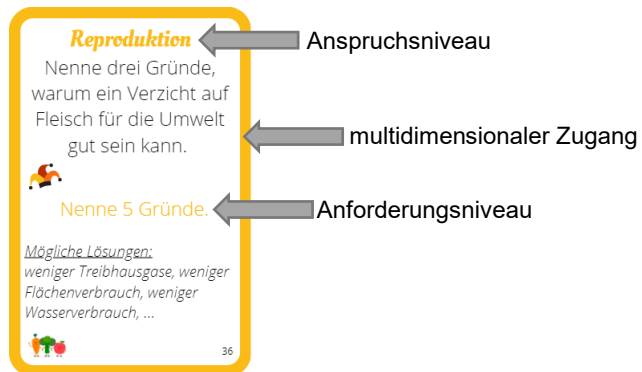 Reproduktion
Anspruchsniveau
Nenne drei Gründe,
warum ein Verzicht auf
Fleisch für die Umwelt
gut sein kann.
multidimensionaler Zugang
Nenne 5 Gründe.
Anforderungsniveau
Mögliche Lösungen:
weniger Treibhausgase, weniger
Flächenverbrauch, weniger
Wasserverbrauch, ...
36